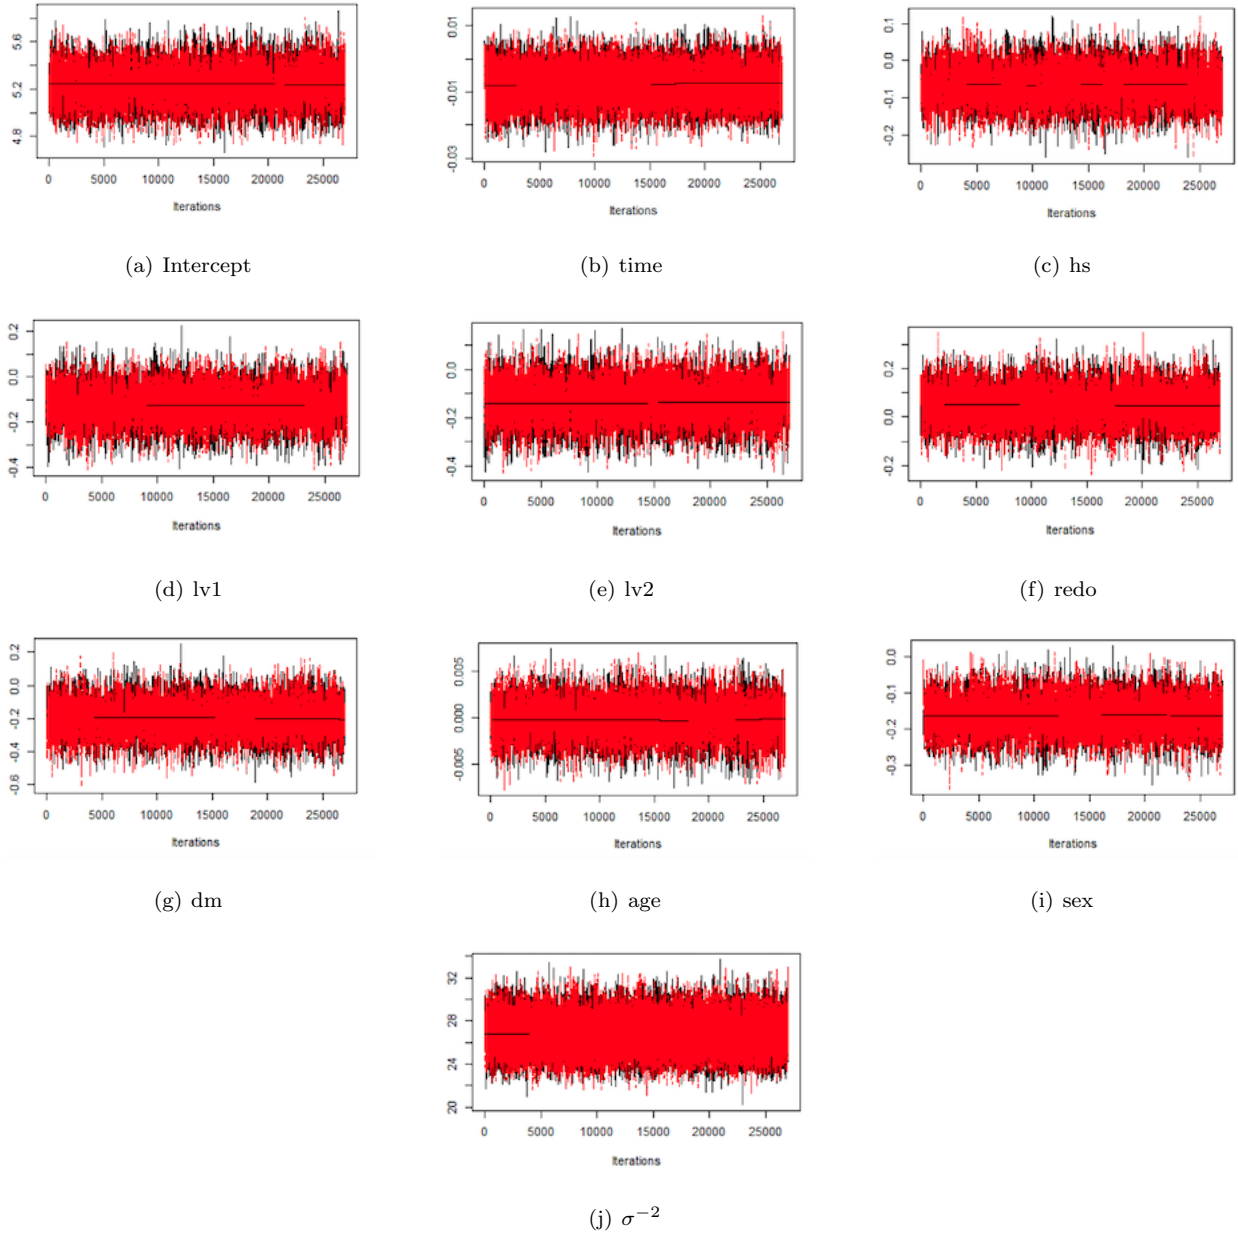 5.6
5.2
4.8
0 5000 10000 15000 20000 25000
Iterations
(a) Intercept
0.01
-0.01
-0.03
0 5000 10000 15000 20000 25000
Iterations
(b) time
0.1
0.0
-0.1
-0.2
0 5000 10000 15000 20000 25000
Iterations
(c) hs
0.2
0.0
-0.2
-0.4
0 5000 10000 15000 20000 25000
Iterations
(d) lv1
0.0
-0.2
-0.4
0 5000 10000 15000 20000 25000
Iterations
(e) lv2
0.2
0.0
-0.2
0 5000 10000 15000 20000 25000
Iterations
(f) redo
0.2
0.0
-0.2
-0.4
-0.6
0 5000 10000 15000 20000 25000
Iterations
(g) dm
0.005
0.000
-0.005
0 5000 10000 15000 20000 25000
Iterations
(h) age
0.0
-0.1
-0.2
-0.3
0 5000 10000 15000 20000 25000
Iterations
(i) sex
32
28
24
20
0 5000 10000 15000 20000 25000
Iterations
(j) σ⁻²